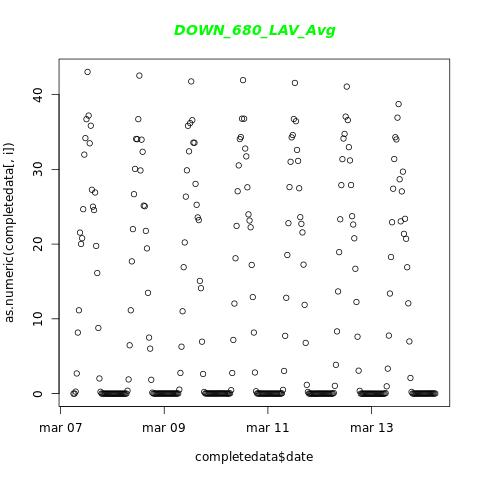 DOWN_680_LAV_Avg
as.numeric(completedata[, i])
40
30
20
10
0
mar 07 mar 09 mar 11 mar 13
completedata$date